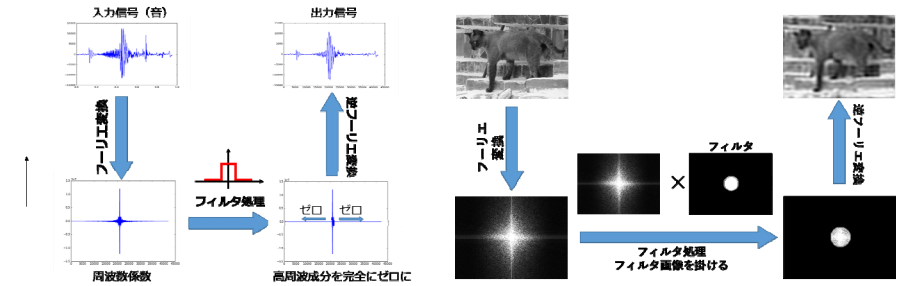 入力信号（音）
出力信号
フーリエ変換
逆フーリエ変換
フィルタ処理
ゼロ
ゼロ
周波数係数
高周波成分を完全にゼロに
フーリエ
変換
フィルタ
×
逆フーリエ変換
フィルタ処理
フィルタ画像を掛ける